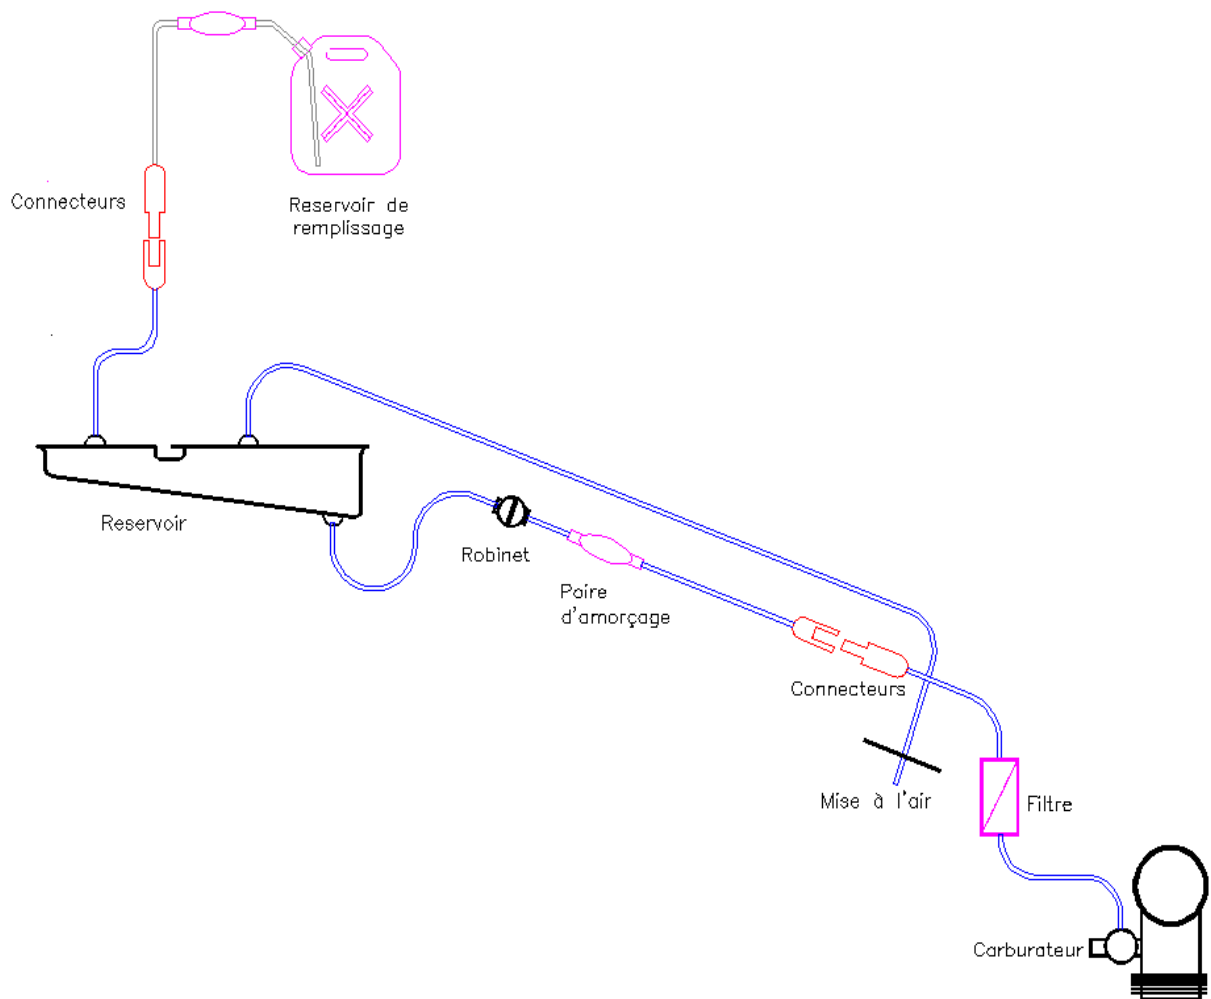 Connecteurs
Reservoir de
remplissage
Reservoir
Robinet
Poire
d'amorçage
Connecteurs
Mise à l'air
Filtre
Carburateur